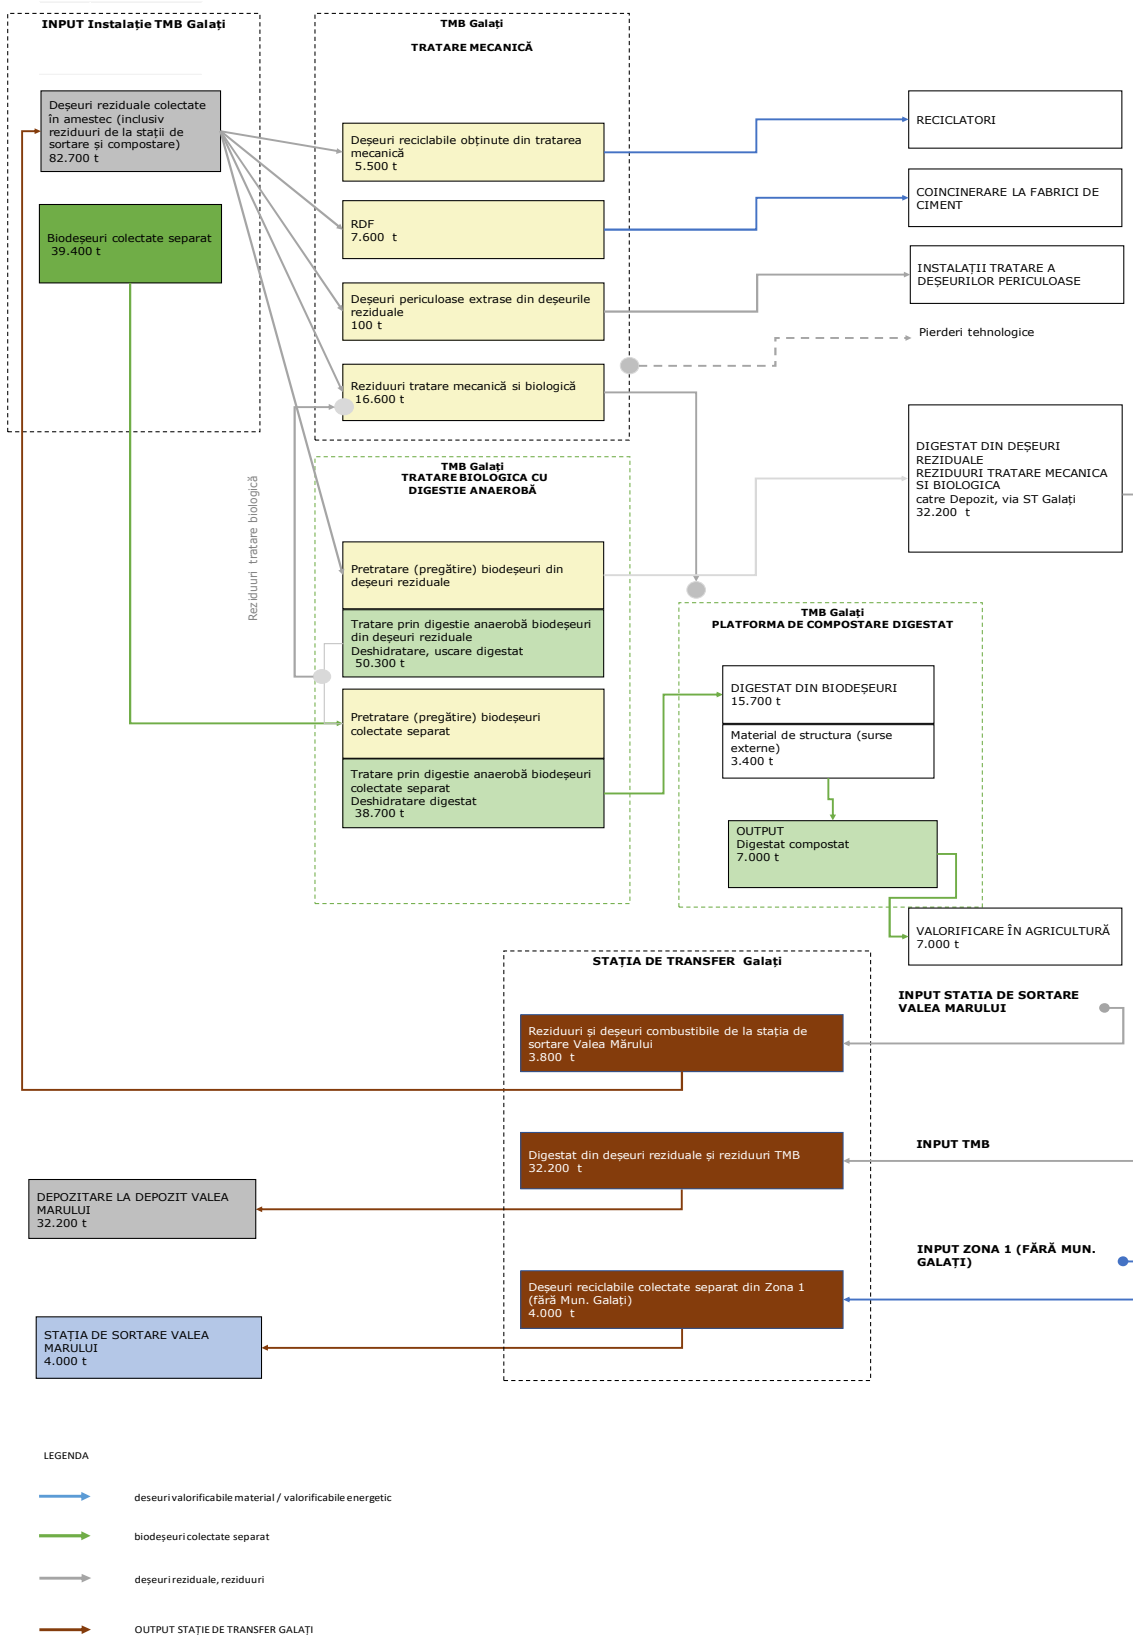 INPUT Instalație TMB Galați
Deșeuri reziduale colectate
în amestec (inclusiv
reziduuri de la stații de
sortare și compostare)
82.700 t
Biodeșeuri colectate separat
39.400 t
TMB Galați
TRATARE MECANICĂ
Deșeuri reciclabile obținute din tratarea
mecanică
5.500 t
RDF
7.600 t
Deșeuri periculoase extrase din deșeurile
reziduale
100 t
Reziduuri tratare mecanică si biologică
16.600 t
RECICLATORI
COINCINERARE LA FABRICI DE
CIMENT
INSTALAȚII TRATARE A
DEȘEURILOR PERICULOASE
Pierderi tehnologice
DIGESTAT DIN DEȘEURI
REZIDUALE
REZIDUURI TRATARE MECANICA
SI BIOLOGICA
catre Depozit, via ST Galați
32.200 t
Reziduuri tratare biologică
TMB Galați
TRATARE BIOLOGICA CU
DIGESTIE ANAEROBĂ
Pretratare (pregătire) biodeșeuri din
deșeuri reziduale
Tratare prin digestie anaerobă biodeșeuri
din deșeuri reziduale
Deshidratare, uscare digestat
50.300 t
Pretratare (pregătire) biodeșeuri
colectate separat
Tratare prin digestie anaerobă biodeșeuri
colectate separat
Deshidratare digestat
38.700 t
TMB Galați
PLATFORMA DE COMPOSTARE DIGESTAT
DIGESTAT DIN BIODEȘEURI
15.700 t
Material de structura (surse
externe)
3.400 t
OUTPUT
Digestat compostat
7.000 t
VALORIFICARE ÎN AGRICULTURĂ
7.000 t
STAȚIA DE TRANSFER Galați
INPUT STATIA DE SORTARE
VALEA MARULUI
Reziduuri și deșeuri combustibile de la stația de
sortare Valea Mărului
3.800 t
INPUT TMB
Digestat din deșeuri reziduale și reziduuri TMB
32.200 t
DEPOZITARE LA DEPOZIT VALEA
MARULUI
32.200 t
INPUT ZONA 1 (FĂRĂ MUN.
GALAȚI)
Deșeuri reciclabile colectate separat din Zona 1
(fără Mun. Galați)
4.000 t
STAȚIA DE SORTARE VALEA
MARULUI
4.000 t
LEGENDA
deseuri valorificabile material / valorificabile energetic
biodeșeuri colectate separat
deșeuri reziduale, reziduuri
OUTPUT STAȚIE DE TRANSFER GALAȚI